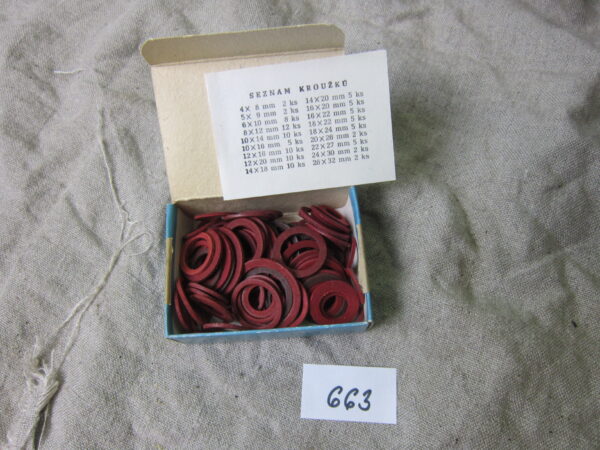 SEZNAM KROUŽKŮ
4× 8 mm 2 ks 14×20 mm 5 ks
5× 9 mm 2 ks 16×20 mm 5 ks
6×10 mm 8 ks 16×22 mm 5 ks
8×12 mm 12 ks 18×22 mm 5 ks
10×14 mm 10 ks 18×24 mm 5 ks
10×16 mm 5 ks 20×26 mm 2 ks
12×16 mm 10 ks 22×27 mm 5 ks
12×20 mm 10 ks 24×30 mm 2 ks
14×18 mm 10 ks 26×32 mm 2 ks
663